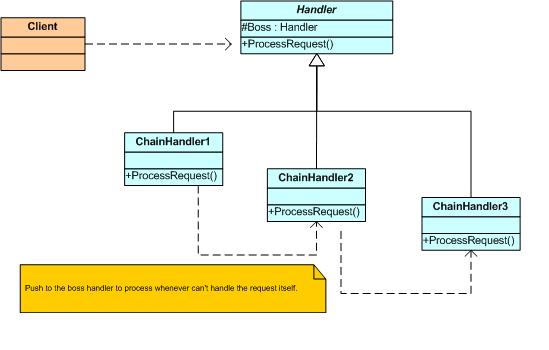 Handler
Client
#Boss : Handler
+ProcessRequest()
ChainHandler1
+ProcessRequest()
ChainHandler2
+ProcessRequest()
ChainHandler3
+ProcessRequest()
Push to the boss handler to process whenever can't handle the request itself.